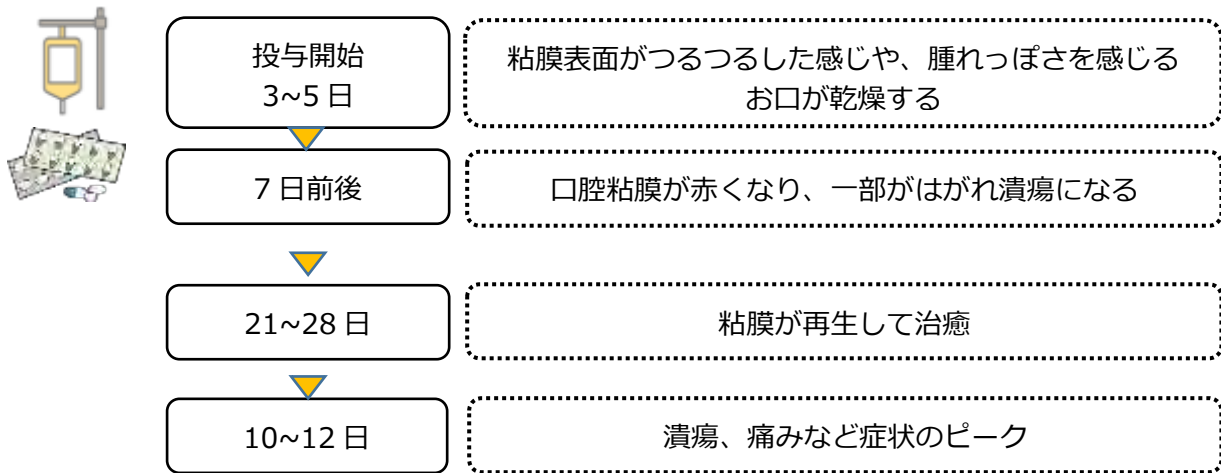 投与開始
3~5 日
粘膜表面がつるつるした感じや、腫れっぽさを感じる
お口が乾燥する
7 日前後
口腔粘膜が赤くなり、一部がはがれ潰瘍になる
21~28 日
粘膜が再生して治癒
10~12 日
潰瘍、痛みなど症状のピーク